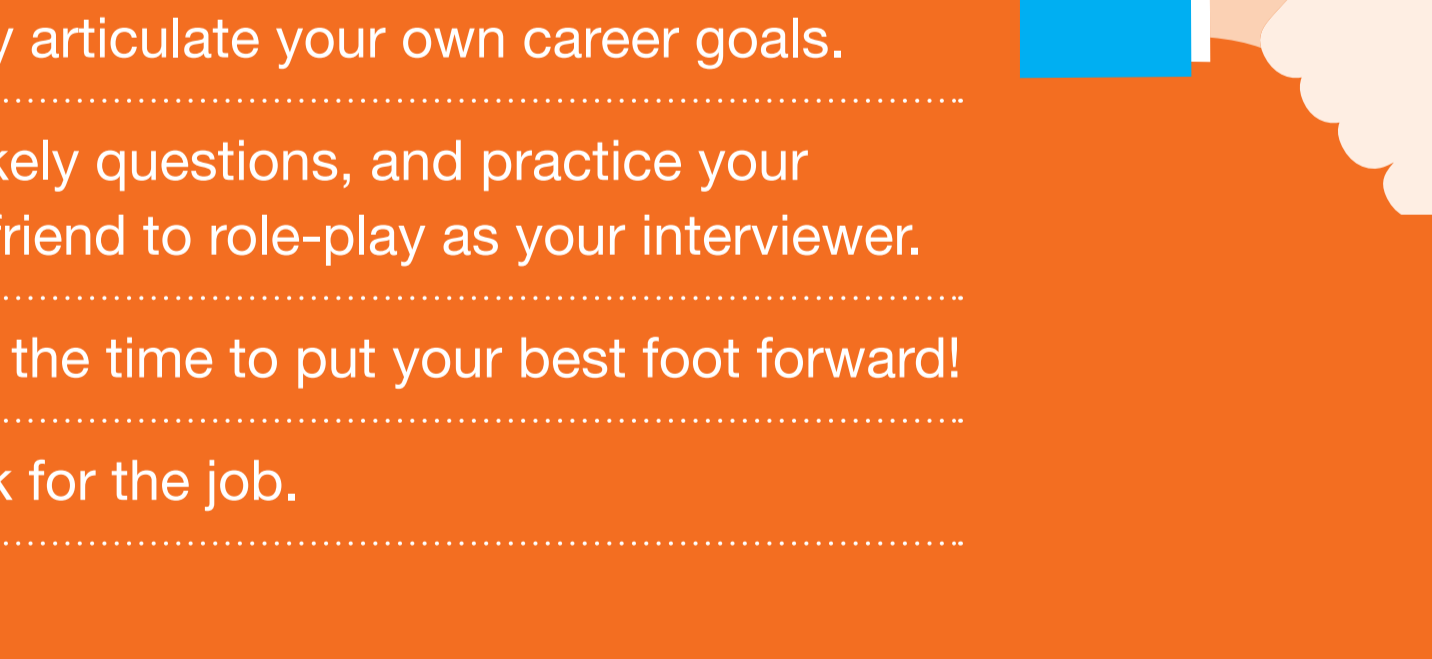 articulate your own career goals.
questions, and practice your
friend to role-play as your interviewer.
the time to put your best foot forward!
for the job.